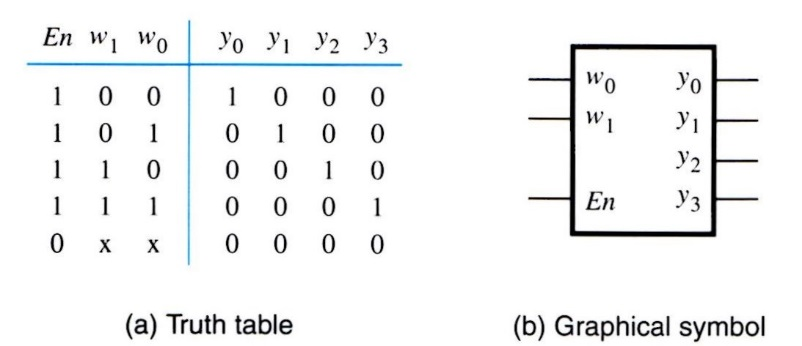 En w₁ w₀ y₀ y₁ y₂ y₃
1 0 0 1 0 0 0
1 0 1 0 1 0 0
1 1 0 0 0 1 0
1 1 1 0 0 0 1
0 x x 0 0 0 0
(a) Truth table
w₀ y₀
w₁ y₁
y₂
En y₃
(b) Graphical symbol